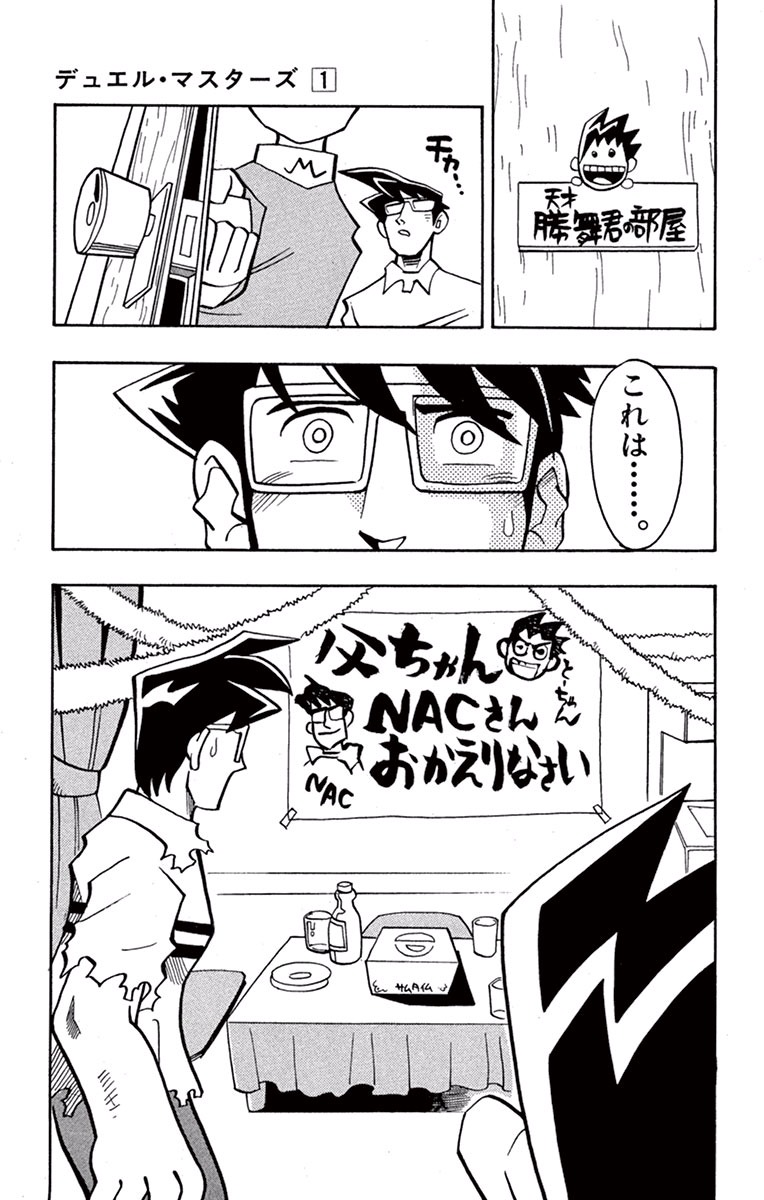 デュエル・マスターズ 1
天才
勝舞君の部屋
チカ…
これは……。
父ちゃん
NACさん
おかえりなさい
とーちゃん
NAC